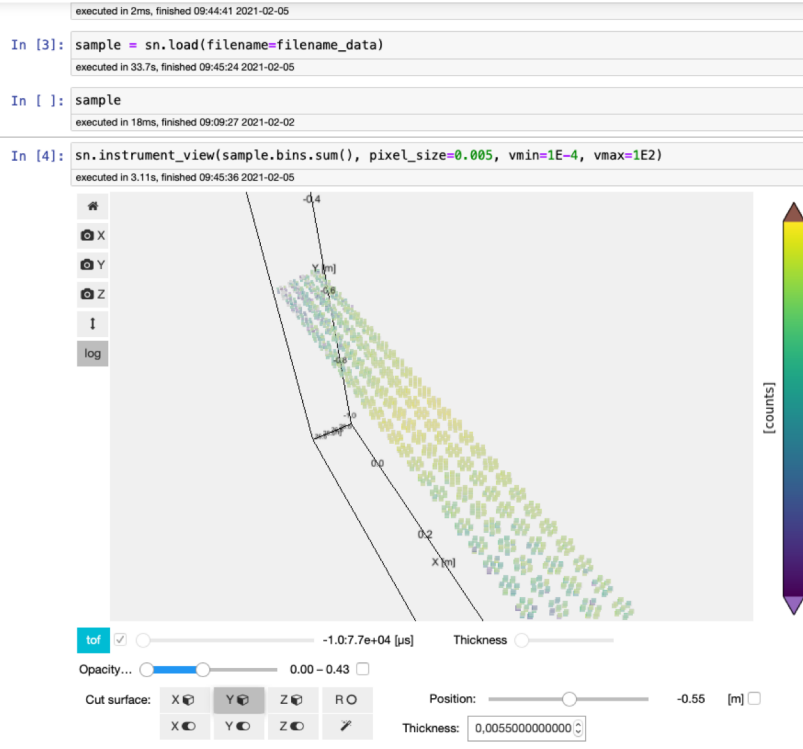 executed in 2ms, finished 09:44:41 2021-02-05
In [3]: sample = sn.load(filename=filename_data)
executed in 33.7s, finished 09:45:24 2021-02-05
In [ ]: sample
executed in 18ms, finished 09:09:27 2021-02-02
In [4]: sn.instrument_view(sample.bins.sum(), pixel_size=0.005, vmin=1E-4, vmax=1E2)
executed in 3.11s, finished 09:45:36 2021-02-05
X
Y
Z
log
-0.4
Y [m]
-1.0
0.0
0.2
X [m]
[counts]
tof
-1.0:7.7e+04 [µs]
Thickness
Opacity...
0.00 – 0.43
Cut surface:
X Y Z R
Position:
-0.55
[m]
X Y Z
Thickness:
0,0055000000000